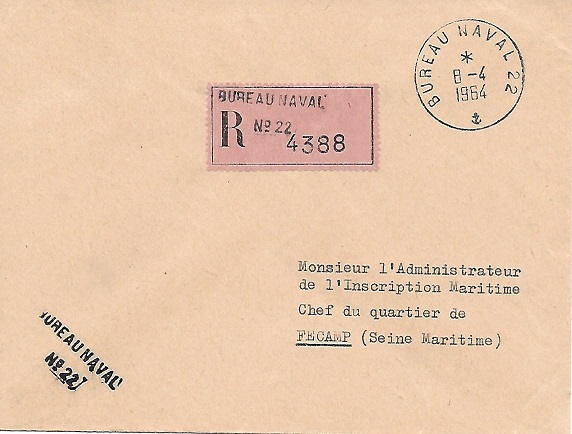 BUREAU NAVAL 22
*
8-4
1964
BUREAU NAVAL
R Nº 22
4388
Monsieur l'Administrateur
de l'Inscription Maritime
Chef du quartier de
FECAMP (Seine Maritime)
BUREAU NAVAL
Nº 22